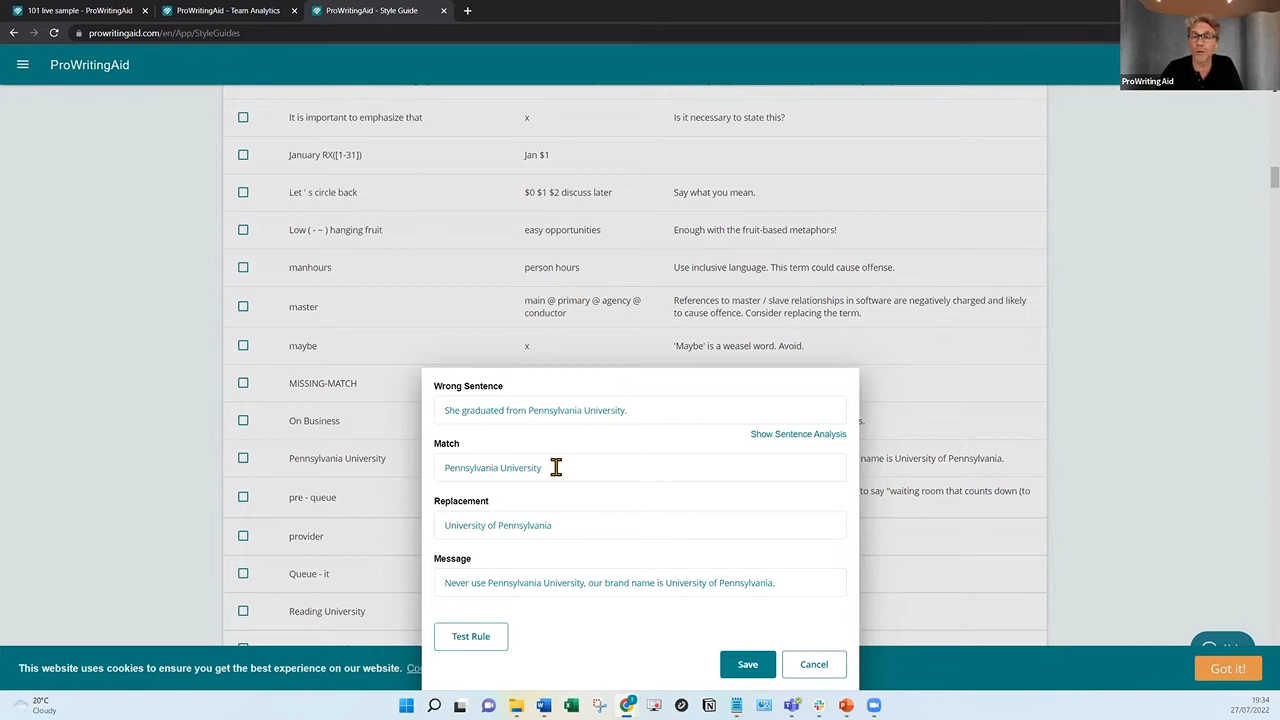 101 live sample - ProWritingAid
ProWritingAid - Team Analytics
ProWritingAid - Style Guide
prowritingaid.com/en/App/StyleGuides
ProWritingAid
ProWriting Aid
It is important to emphasize that x Is it necessary to state this?
January RX([1-31]) Jan $1
Let ' s circle back $0 $1 $2 discuss later Say what you mean.
Low ( - ~ ) hanging fruit easy opportunities Enough with the fruit-based metaphors!
manhours person hours Use inclusive language. This term could cause offense.
master main @ primary @ agency @ conductor References to master / slave relationships in software are negatively charged and likely to cause offence. Consider replacing the term.
maybe x 'Maybe' is a weasel word. Avoid.
MISSING-MATCH
On Business s.
Pennsylvania University name is University of Pennsylvania.
pre - queue to say "waiting room that counts down (to
provider
Queue - it
Reading University
Wrong Sentence
She graduated from Pennsylvania University.
Show Sentence Analysis
Match
Pennsylvania University
Replacement
University of Pennsylvania
Message
Never use Pennsylvania University, our brand name is University of Pennsylvania.
Test Rule
Save Cancel
This website uses cookies to ensure you get the best experience on our website. Co
Got it!
20°C
Cloudy
19:34
27/07/2022